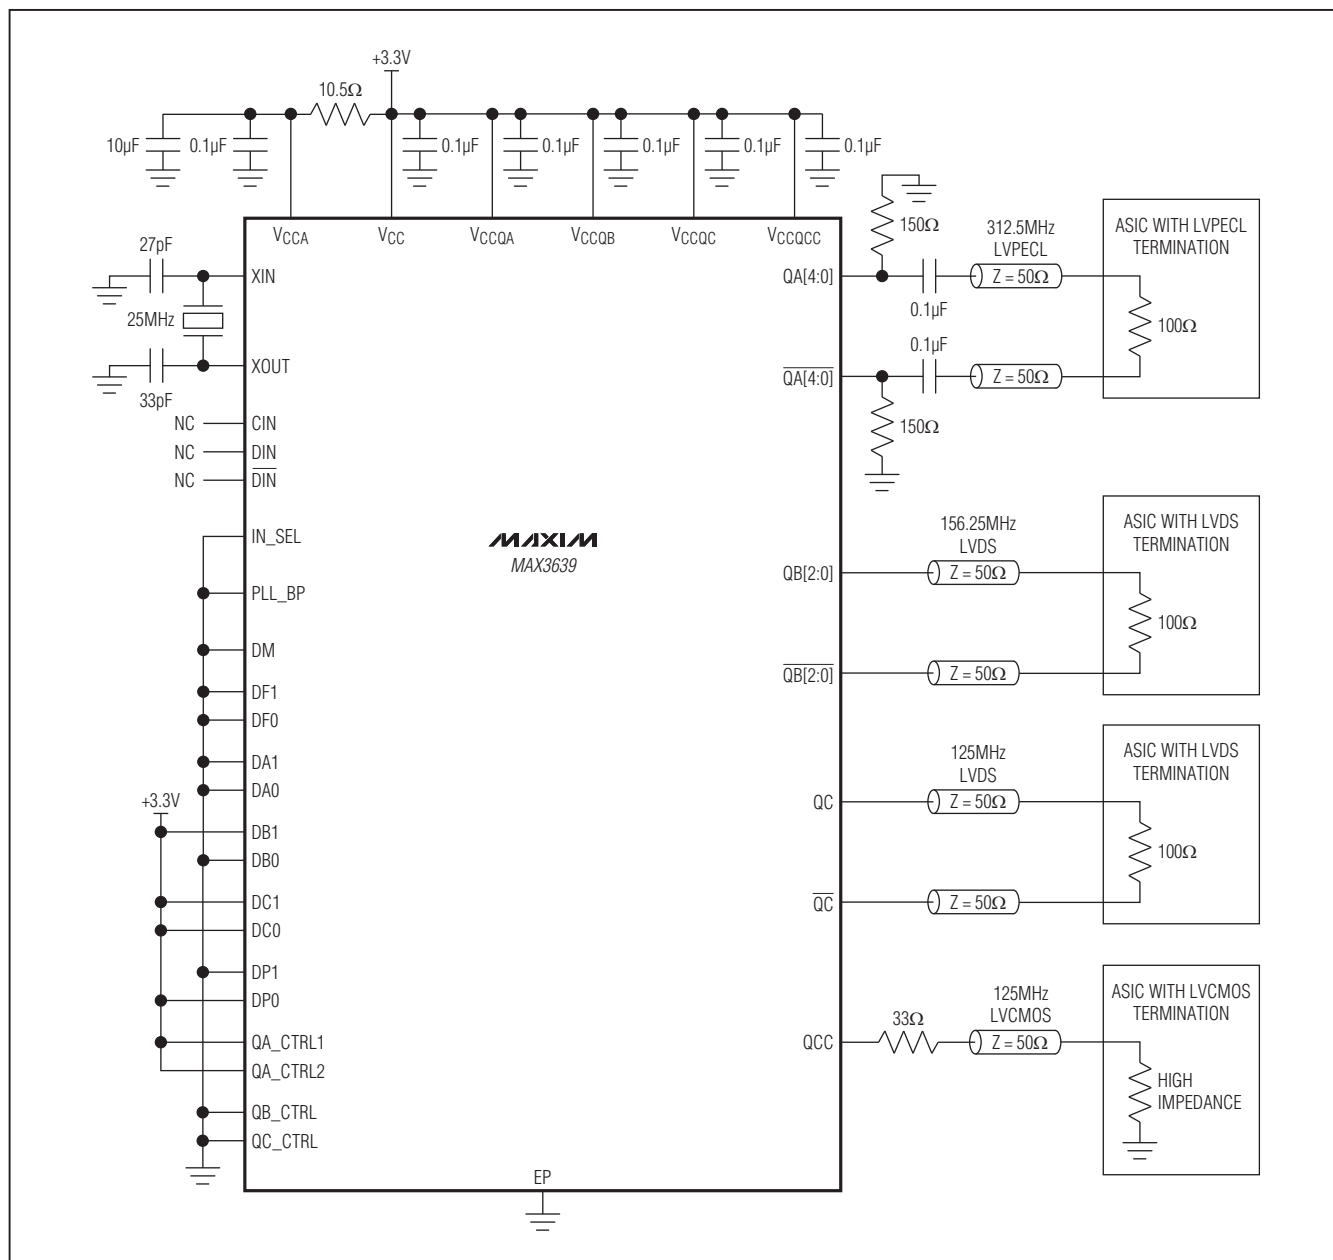 +3.3V
10.5Ω
10µF
0.1µF
0.1µF
0.1µF
0.1µF
0.1µF
0.1µF
VCCA
VCC
VCCQA
VCCQB
VCCQC
VCCQCC
27pF
XIN
25MHz
XOUT
33pF
NC
CIN
NC
DIN
NC
DIN
IN_SEL
PLL_BP
DM
DF1
DF0
DA1
DA0
+3.3V
DB1
DB0
DC1
DC0
DP1
DP0
QA_CTRL1
QA_CTRL2
QB_CTRL
QC_CTRL
MAXIM
MAX3639
EP
150Ω
QA[4:0]
0.1µF
312.5MHz
LVPECL
Z = 50Ω
ASIC WITH LVPECL
TERMINATION
100Ω
QA[4:0]
0.1µF
Z = 50Ω
150Ω
QB[2:0]
156.25MHz
LVDS
Z = 50Ω
ASIC WITH LVDS
TERMINATION
100Ω
QB[2:0]
Z = 50Ω
QC
125MHz
LVDS
Z = 50Ω
ASIC WITH LVDS
TERMINATION
100Ω
QC
Z = 50Ω
QCC
33Ω
125MHz
LVCMOS
Z = 50Ω
ASIC WITH LVCMOS
TERMINATION
HIGH
IMPEDANCE